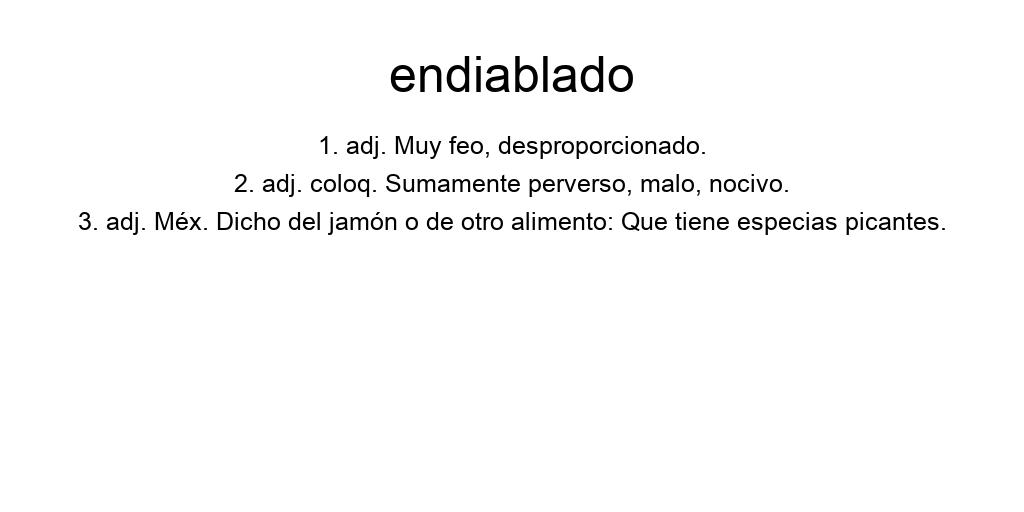 endiablado
1. adj. Muy feo, desproporcionado.
2. adj. coloq. Sumamente perverso, malo, nocivo.
3. adj. Méx. Dicho del jamón o de otro alimento: Que tiene especias picantes.